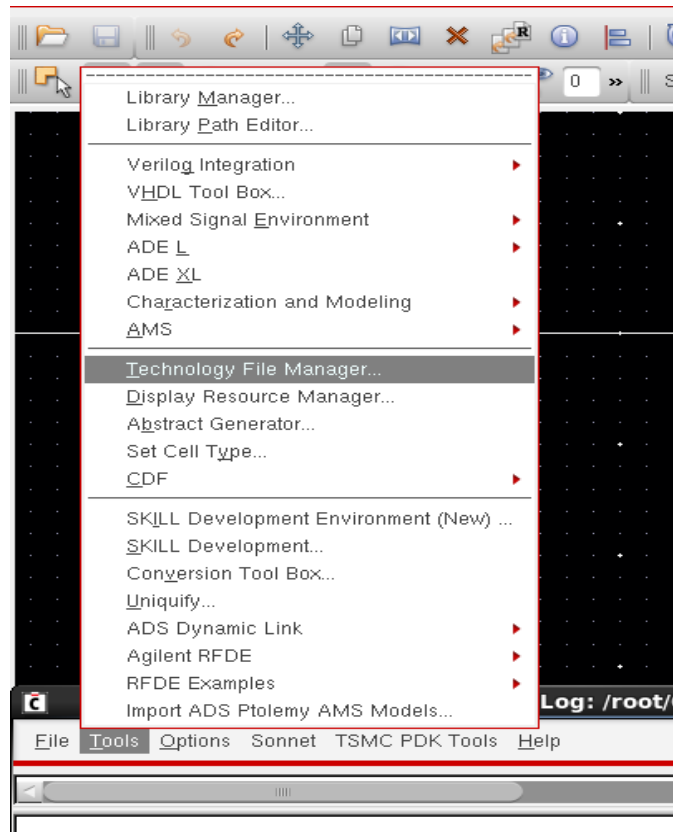 R
0
»
S
Library Manager...
Library Path Editor...
Verilog Integration
VHDL Tool Box...
Mixed Signal Environment
ADE L
ADE XL
Characterization and Modeling
AMS
Technology File Manager...
Display Resource Manager...
Abstract Generator...
Set Cell Type...
CDF
SKILL Development Environment (New) ...
SKILL Development...
Conversion Tool Box...
Uniquify...
ADS Dynamic Link
Agilent RFDE
RFDE Examples
Import ADS Ptolemy AMS Models...
Log: /root/
File Tools Options Sonnet TSMC PDK Tools Help